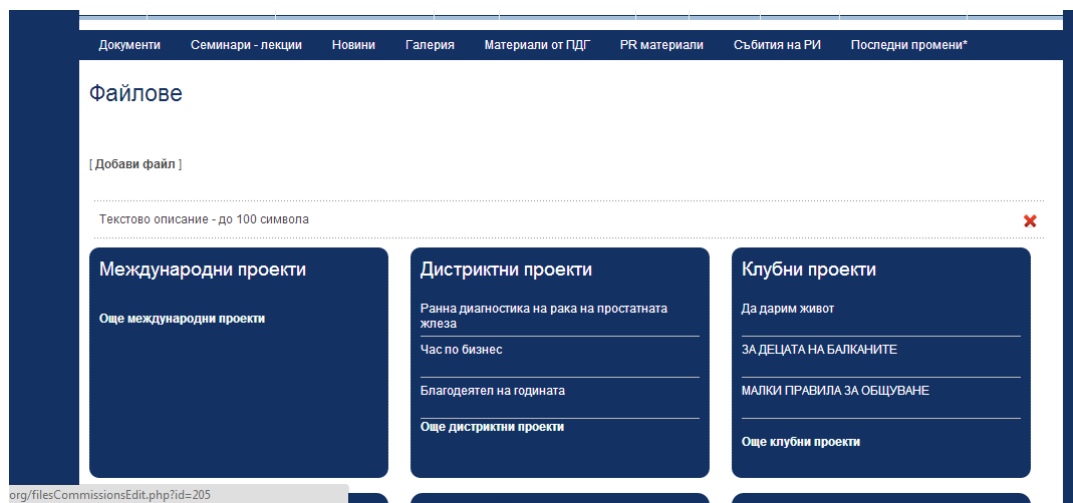 Документи Семинари - лекции Новини Галерия Материали от ПДГ PR материали Събития на РИ Последни промени*
Файлове
[ Добави файл ]
Текстово описание - до 100 символа
Международни проекти
Още международни проекти
Дистриктни проекти
Ранна диагностика на рака на простатната
жлеза
Час по бизнес
Благодеятел на годината
Още дистриктни проекти
Клубни проекти
Да дарим живот
ЗА ДЕЦАТА НА БАЛКАНИТЕ
МАЛКИ ПРАВИЛА ЗА ОБЩУВАНЕ
Още клубни проекти
org/filesCommissionsEdit.php?id=205